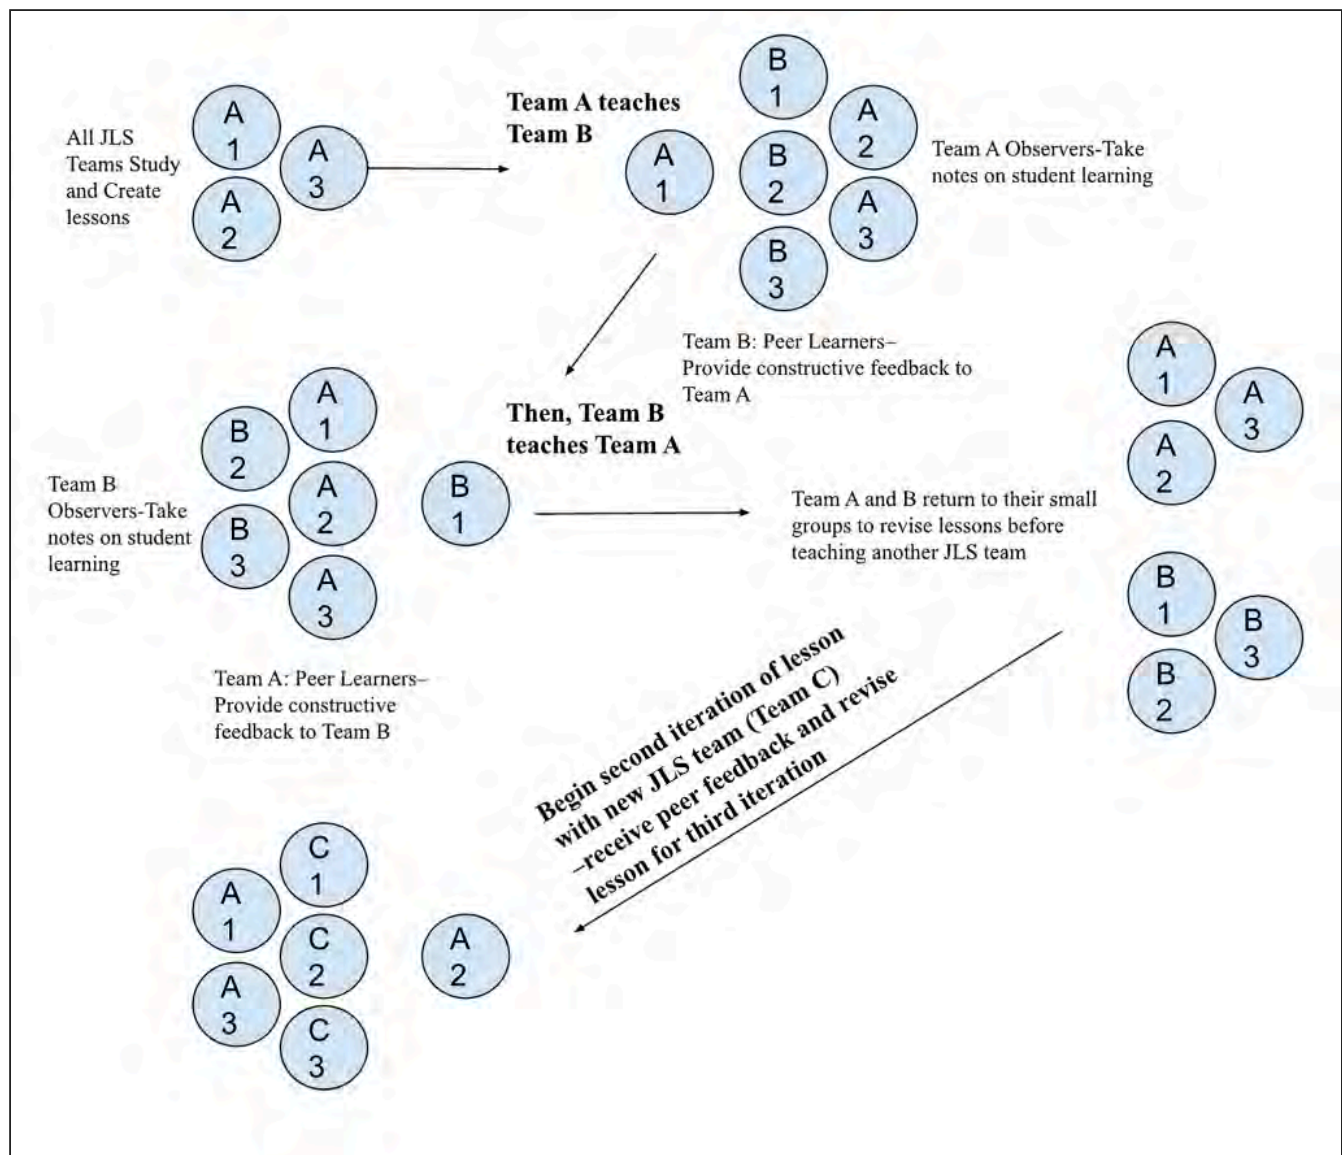 All JLS
Teams Study
and Create
lessons
A
1
A
2
A
3
Team A teaches
Team B
A
1
B
1
B
2
B
3
A
2
A
3
Team A Observers-Take
notes on student learning
Team B: Peer Learners–
Provide constructive feedback to
Team A
Then, Team B
teaches Team A
Team B
Observers-Take
notes on student
learning
B
2
B
3
A
1
A
2
A
3
B
1
Team A: Peer Learners–
Provide constructive
feedback to Team B
Team A and B return to their small
groups to revise lessons before
teaching another JLS team
A
1
A
2
A
3
B
1
B
2
B
3
Begin second iteration of lesson
with new JLS team (Team C)
–receive peer feedback and revise
lesson for third iteration
A
1
A
3
C
1
C
2
C
3
A
2